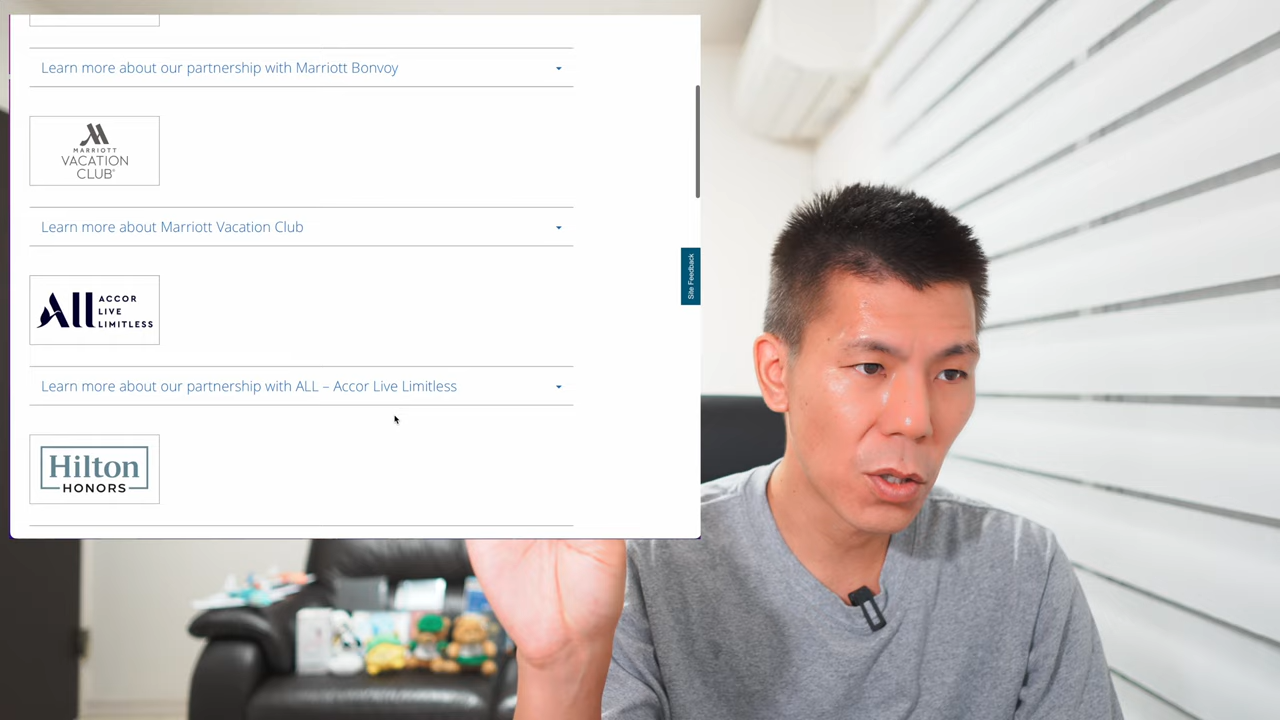 Learn more about our partnership with Marriott Bonvoy
MARRIOTT
VACATION
CLUB®
Learn more about Marriott Vacation Club
All ACCOR
LIVE
LIMITLESS
Learn more about our partnership with ALL – Accor Live Limitless
Hilton
HONORS
Site Feedback